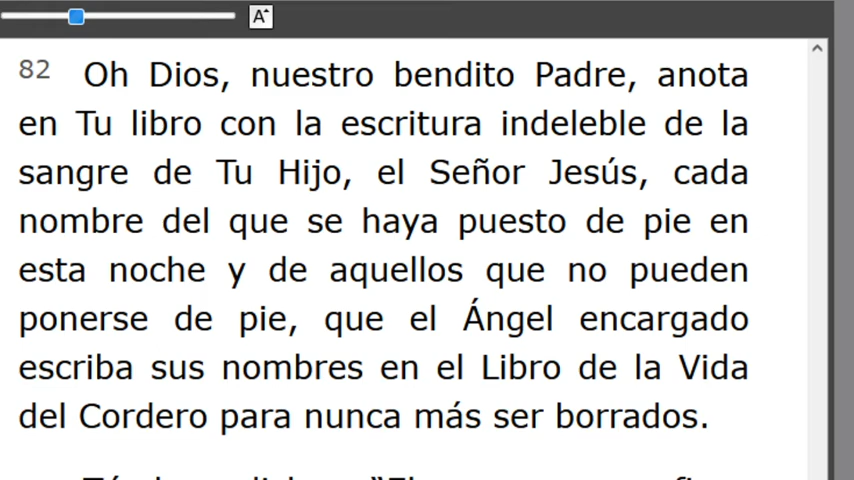 A
82 Oh Dios, nuestro bendito Padre, anota
en Tu libro con la escritura indeleble de la
sangre de Tu Hijo, el Señor Jesús, cada
nombre del que se haya puesto de pie en
esta noche y de aquellos que no pueden
ponerse de pie, que el Ángel encargado
escriba sus nombres en el Libro de la Vida
del Cordero para nunca más ser borrados.